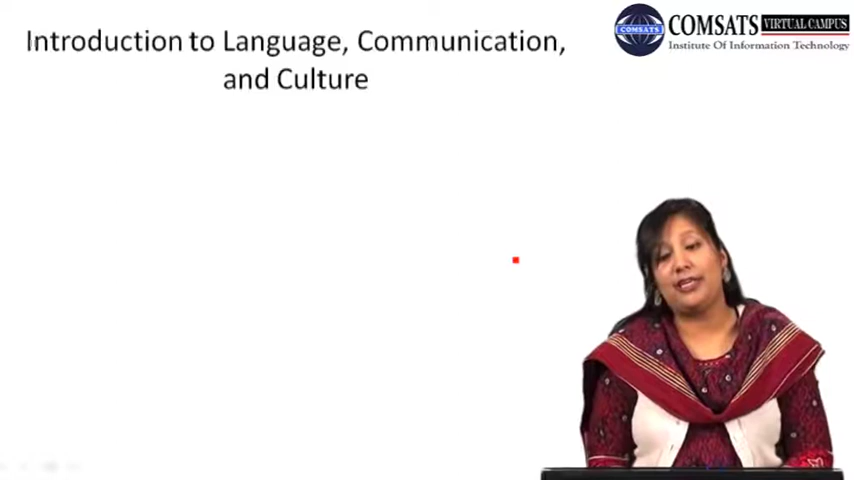 Introduction to Language, Communication,
and Culture
COMSATS
COMSATS VIRTUAL CAMPUS
Institute Of Information Technology